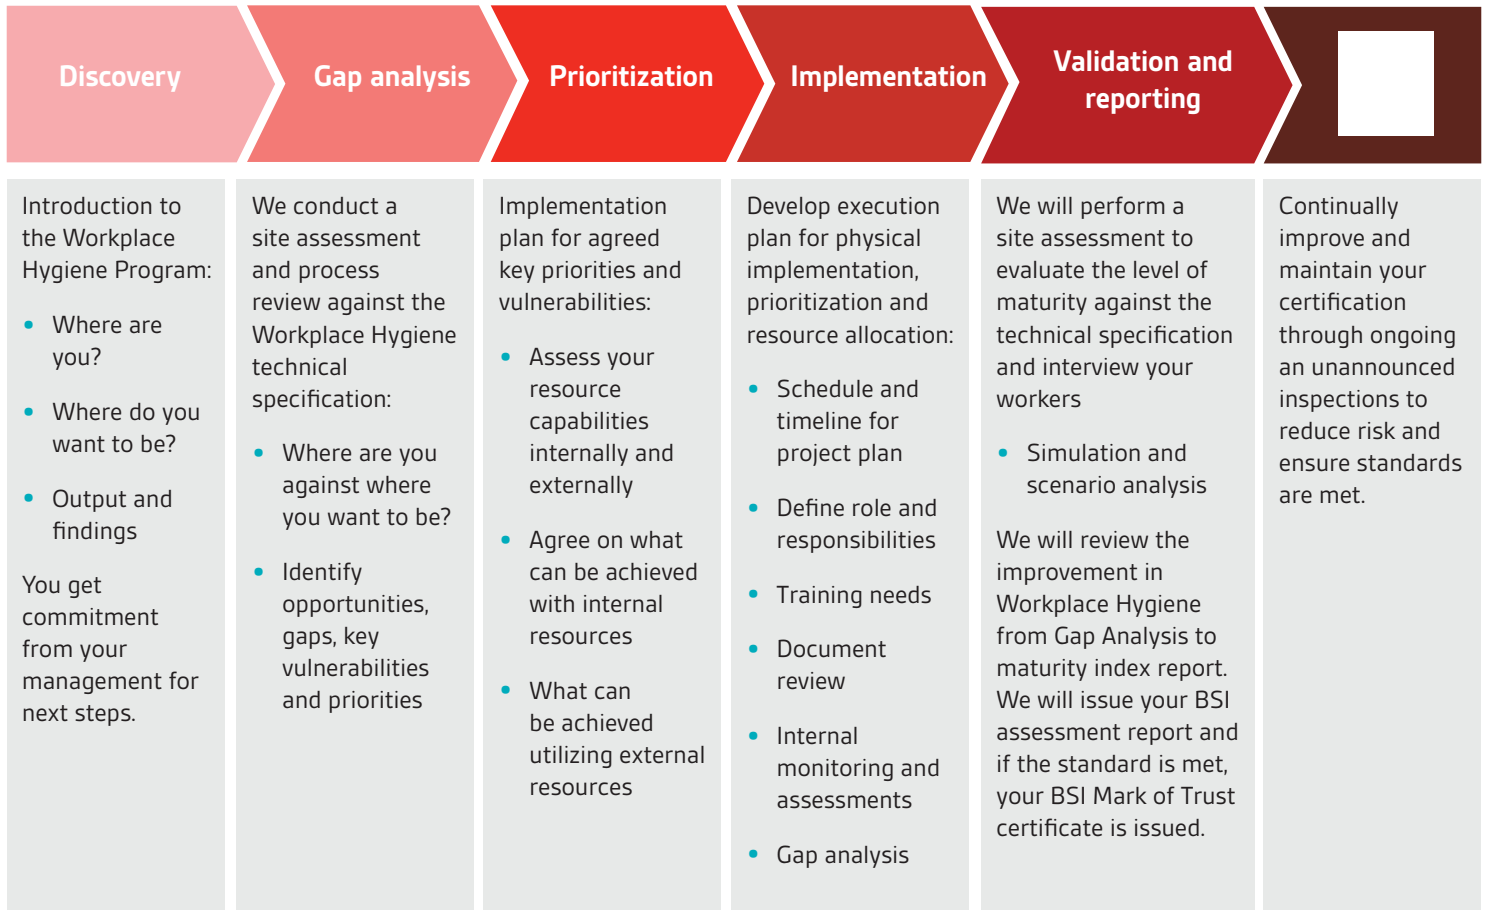 Discovery
Gap analysis
Prioritization
Implementation
Validation and
reporting
Introduction to
the Workplace
Hygiene Program:
• Where are
you?
• Where do you
want to be?
• Output and
findings
You get
commitment
from your
management for
next steps.
We conduct a
site assessment
and process
review against the
Workplace Hygiene
technical
specification:
• Where are you
against where
you want to be?
• Identify
opportunities,
gaps, key
vulnerabilities
and priorities
Implementation
plan for agreed
key priorities and
vulnerabilities:
• Assess your
resource
capabilities
internally and
externally
• Agree on what
can be achieved
with internal
resources
• What can
be achieved
utilizing external
resources
Develop execution
plan for physical
implementation,
prioritization and
resource allocation:
• Schedule and
timeline for
project plan
• Define role and
responsibilities
• Training needs
• Document
review
• Internal
monitoring and
assessments
• Gap analysis
We will perform a
site assessment to
evaluate the level of
maturity against the
technical specification
and interview your
workers
• Simulation and
scenario analysis
We will review the
improvement in
Workplace Hygiene
from Gap Analysis to
maturity index report.
We will issue your BSI
assessment report and
if the standard is met,
your BSI Mark of Trust
certificate is issued.
Continually
improve and
maintain your
certification
through ongoing
an unannounced
inspections to
reduce risk and
ensure standards
are met.